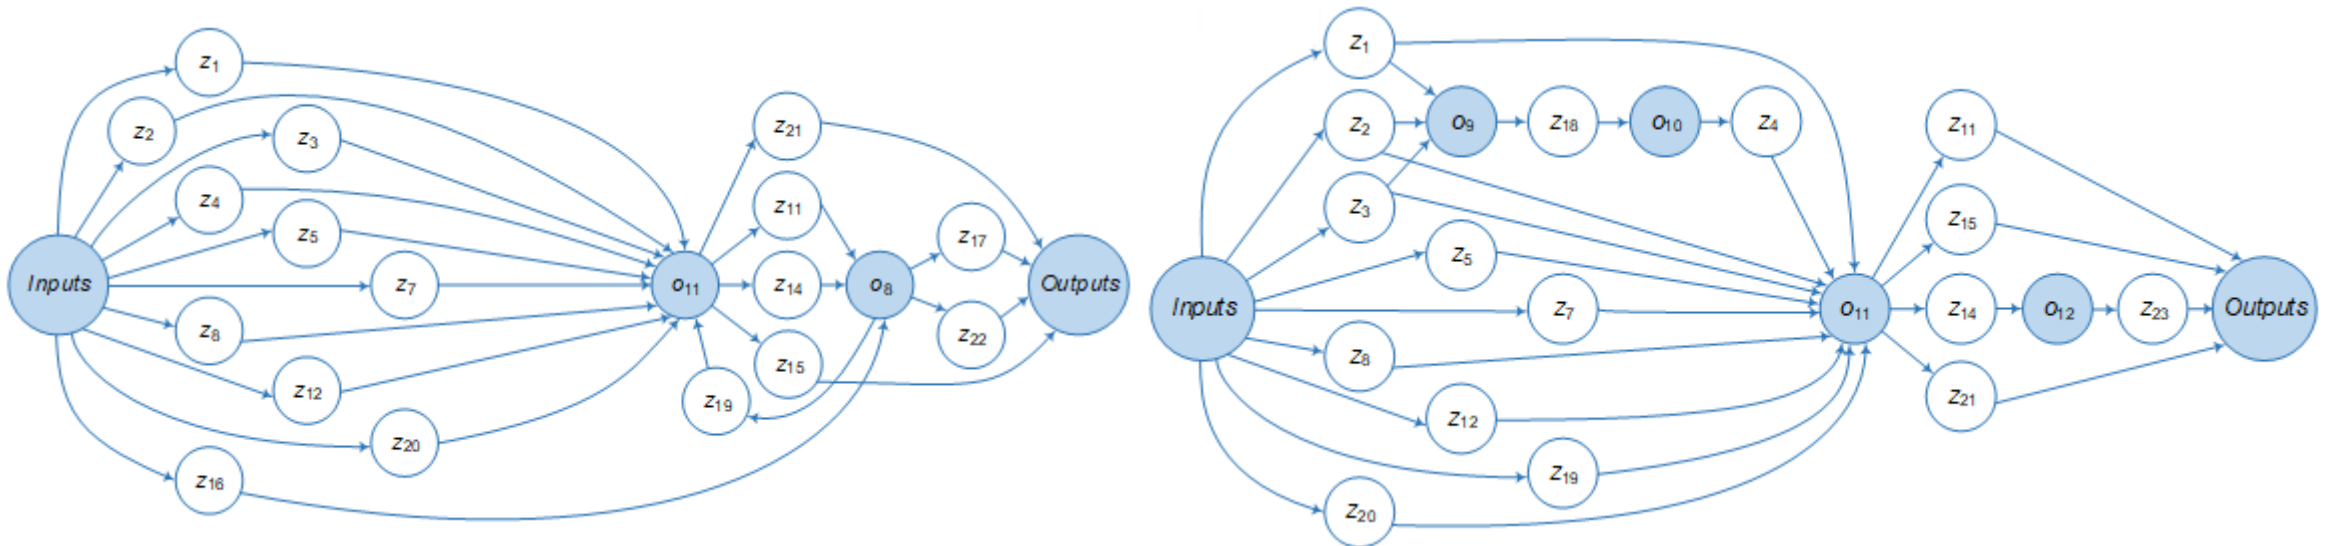 z1
z2
z3
z4
z5
Inputs
z7
z8
z12
z20
z16
o11
z19
z21
z11
z14
z15
o8
z17
z22
Outputs
z1
z2
o9
z18
o10
z4
z3
z5
Inputs
z7
z8
z12
z19
z20
o11
z11
z15
z14
o12
z23
z21
Outputs